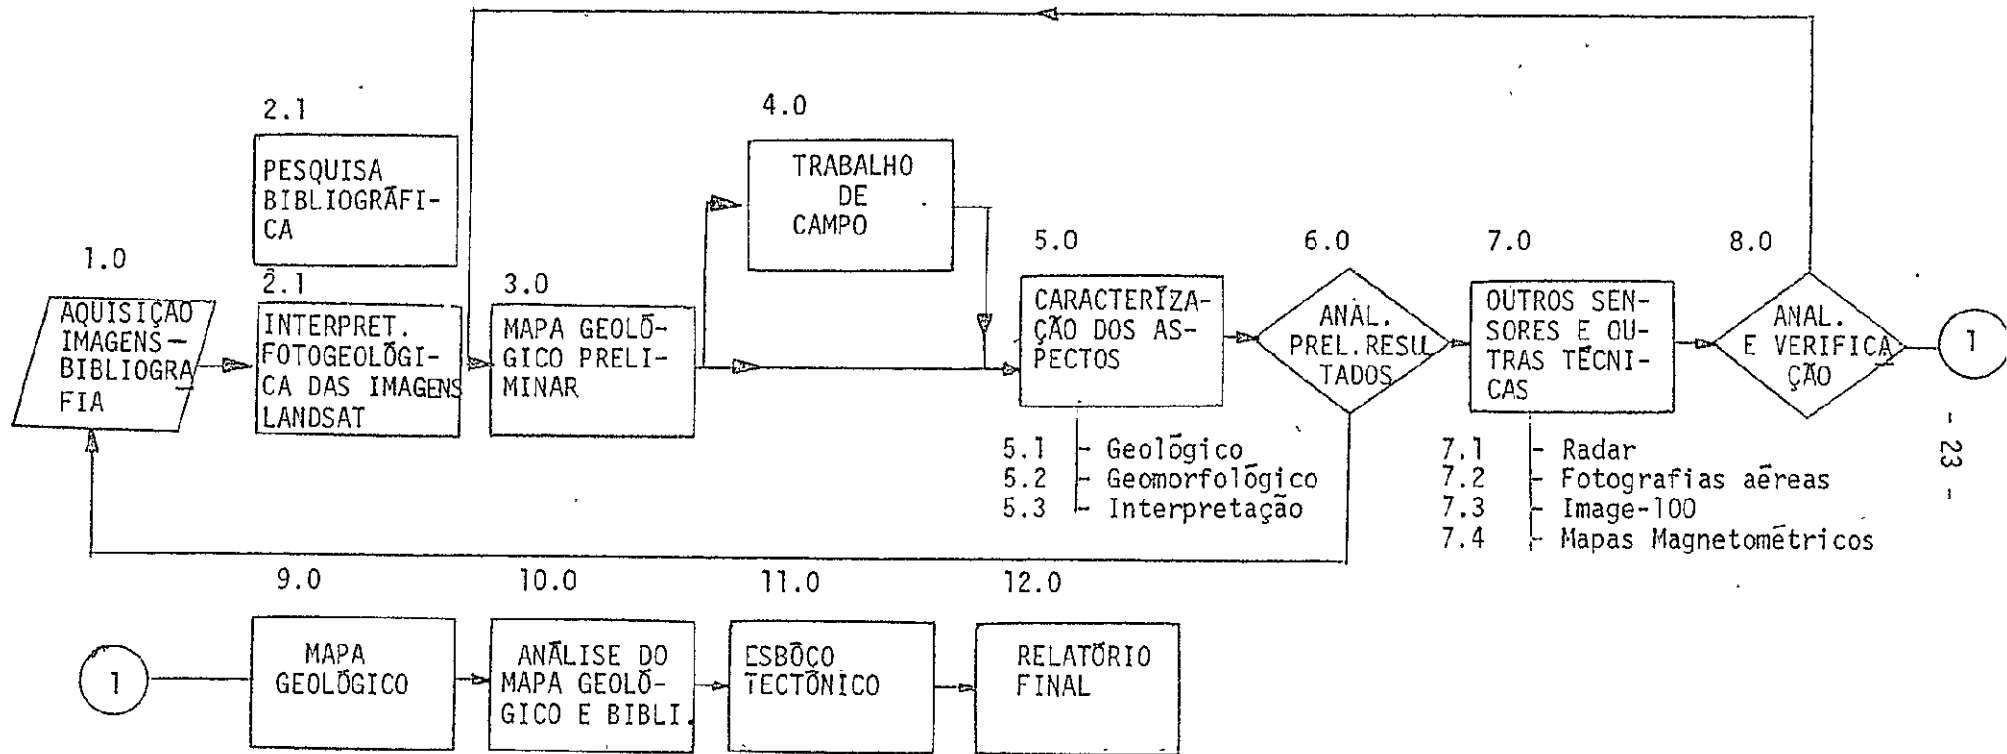 2.1
PESQUISA
BIBLIOGRÁFI-
CA
4.0
TRABALHO
DE
CAMPO
1.0
AQUISIÇÃO
IMAGENS-
BIBLIOGRA
FIA
2.1
INTERPRET.
FOTOGEOLÓGI-
CA DAS IMAGENS
LANDSAT
3.0
MAPA GEOLÓ-
GICO PRELI-
MINAR
5.0
CARACTERIZA-
ÇÃO DOS AS-
PECTOS
5.1 - Geológico
5.2 - Geomorfológico
5.3 - Interpretação
6.0
ANÁL.
PREL.RESUL
TADOS
7.0
OUTROS SEN-
SORES E OU-
TRAS TÉCNI-
CAS
7.1 - Radar
7.2 - Fotografias aéreas
7.3 - Image-100
7.4 - Mapas Magnetométricos
8.0
ANAL.
E VERIFICA
ÇÃO
1
- 23 -
1
9.0
MAPA
GEOLÓGICO
10.0
ANÁLISE DO
MAPA GEOLÓ-
GICO E BIBLI.
11.0
ESBÔÇO
TECTÔNICO
12.0
RELATÓRIO
FINAL